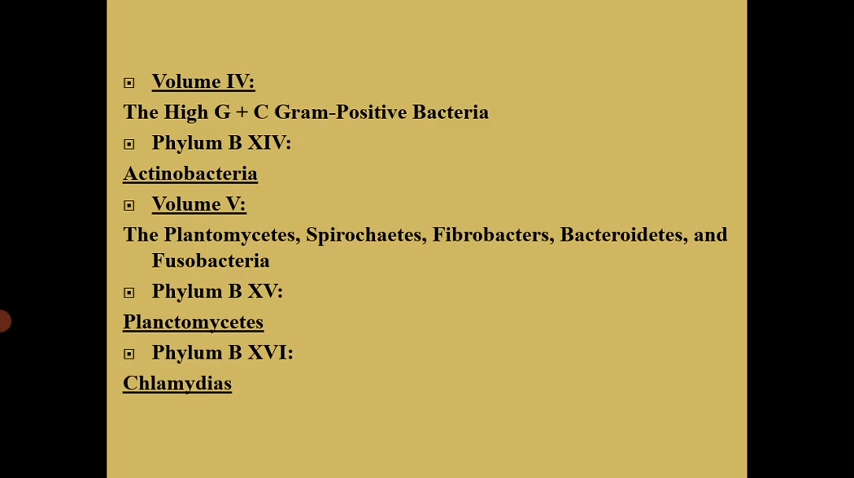 Volume IV:
The High G + C Gram-Positive Bacteria
Phylum B XIV:
Actinobacteria
Volume V:
The Plantomycetes, Spirochaetes, Fibrobacters, Bacteroidetes, and
Fusobacteria
Phylum B XV:
Planctomycetes
Phylum B XVI:
Chlamydias